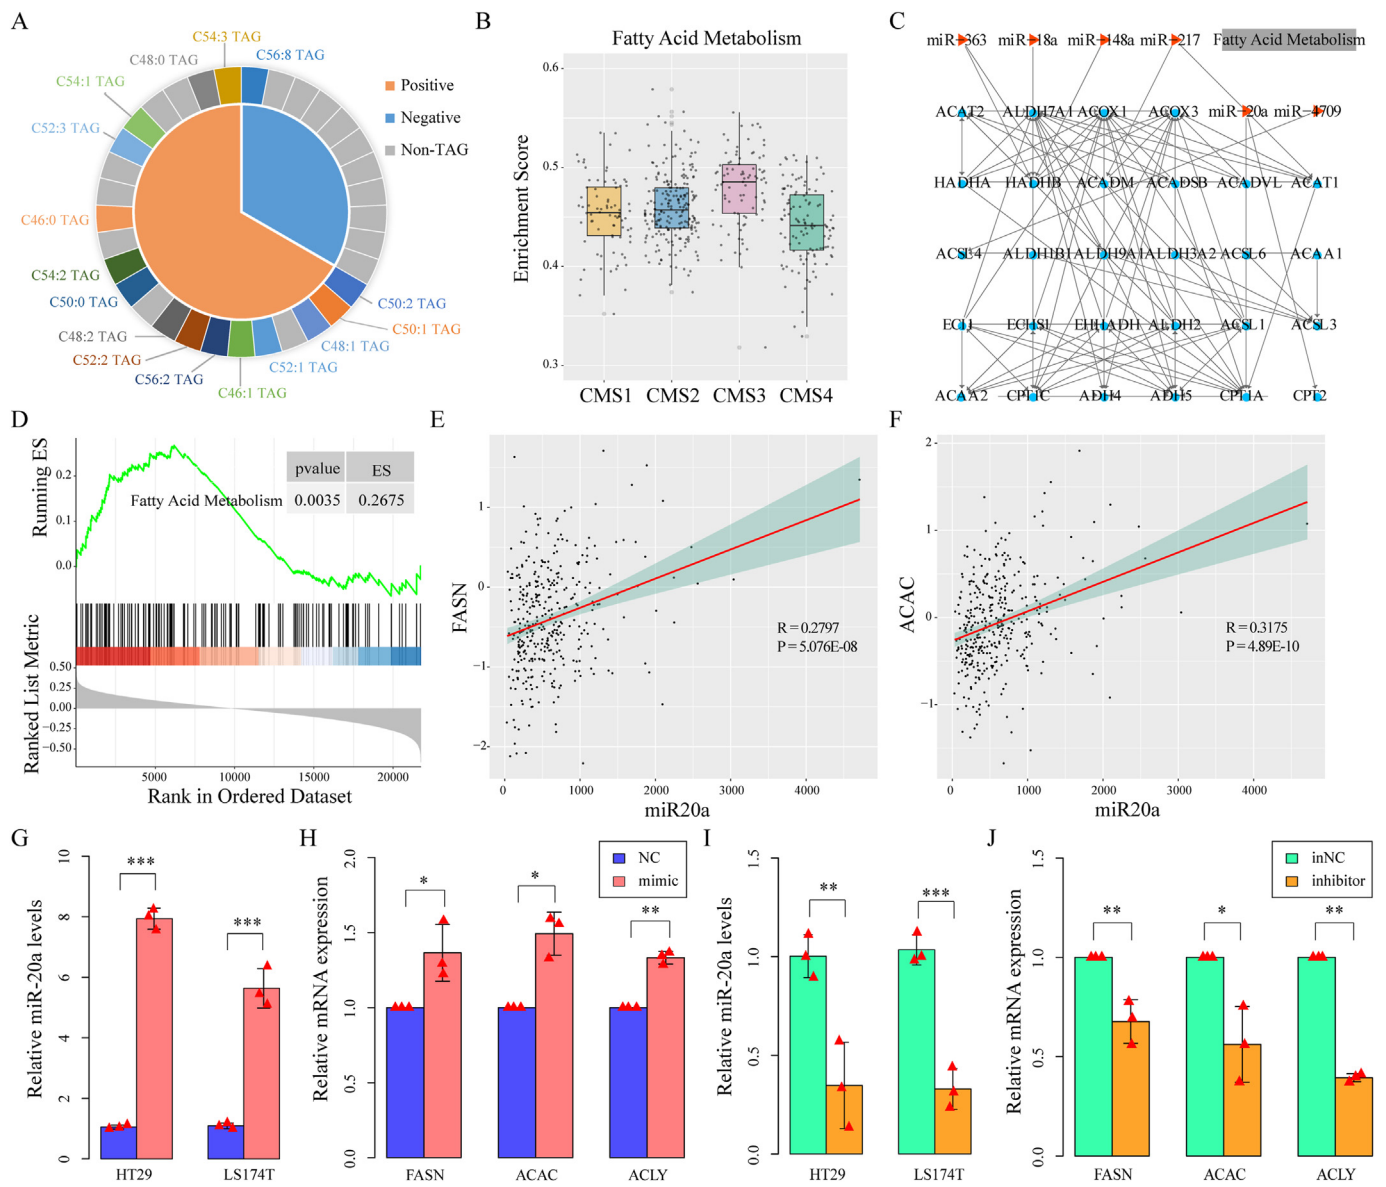 A
C54:3 TAG
C56:8 TAG
C48:0 TAG
C54:1 TAG
C52:3 TAG
C46:0 TAG
C54:2 TAG
C50:0 TAG
C48:2 TAG
C52:2 TAG
C56:2 TAG
C46:1 TAG
C52:1 TAG
C48:1 TAG
C50:1 TAG
C50:2 TAG
Positive
Negative
Non-TAG
B
Fatty Acid Metabolism
Enrichment Score
0.6
0.5
0.4
0.3
CMS1 CMS2 CMS3 CMS4
C
miR-363 miR-18a miR-148a miR-217 Fatty Acid Metabolism
ACAT2 ALDH7A1 ACOX1 ACOX3 miR-20a miR-4709
HADHA HADHB ACADM ACADSB ACADVL ACAT1
ACSL4 ALDH1B1 ALDH9A1 ALDH3A2 ACSL6 ACAA1
ECI1 ECHS1 EHHADH ALDH2 ACSL1 ACSL3
ACAA2 CPT1C ADH4 ADH5 CPT1A CPT2
D
Running ES
0.2
0.1
0.0
pvalue ES
Fatty Acid Metabolism 0.0035 0.2675
Ranked List Metric
0.50
0.25
0.00
−0.25
−0.50
5000 10000 15000 20000
Rank in Ordered Dataset
E
FASN
1
0
−1
−2
R = 0.2797
P = 5.076E-08
0 1000 2000 3000 4000
miR20a
F
ACAC
2
1
0
−1
R = 0.3175
P = 4.89E-10
0 1000 2000 3000 4000
miR20a
G
Relative miR-20a levels
10
8
6
4
2
0
***
***
HT29 LS174T
H
Relative mRNA expression
2.0
1.5
1.0
0.5
0.0
*
*
**
NC
mimic
FASN ACAC ACLY
I
Relative miR-20a levels
1.5
1.0
0.5
0.0
**
***
HT29 LS174T
J
Relative mRNA expression
1.5
1.0
0.5
0.0
**
*
**
inNC
inhibitor
FASN ACAC ACLY